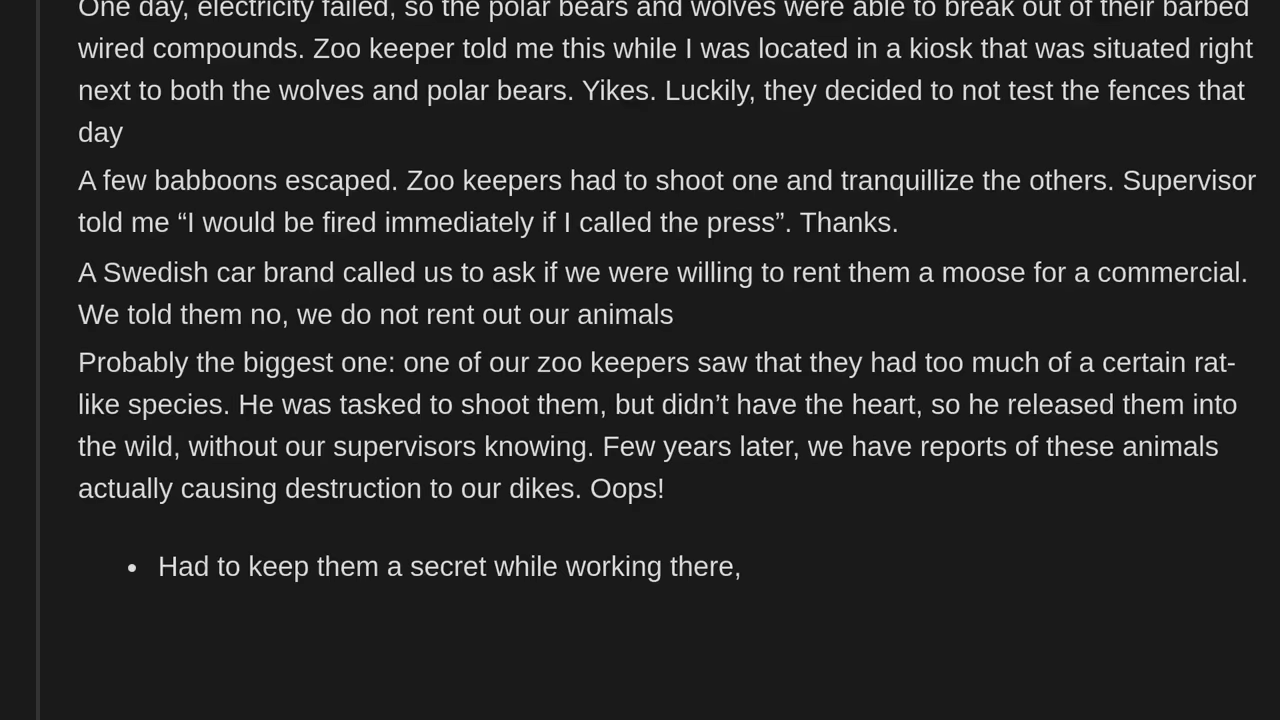 One day, electricity failed, so the polar bears and wolves were able to break out of their barbed
wired compounds. Zoo keeper told me this while I was located in a kiosk that was situated right
next to both the wolves and polar bears. Yikes. Luckily, they decided to not test the fences that
day
A few babboons escaped. Zoo keepers had to shoot one and tranquillize the others. Supervisor
told me “I would be fired immediately if I called the press”. Thanks.
A Swedish car brand called us to ask if we were willing to rent them a moose for a commercial.
We told them no, we do not rent out our animals
Probably the biggest one: one of our zoo keepers saw that they had too much of a certain rat-
like species. He was tasked to shoot them, but didn’t have the heart, so he released them into
the wild, without our supervisors knowing. Few years later, we have reports of these animals
actually causing destruction to our dikes. Oops!
• Had to keep them a secret while working there,